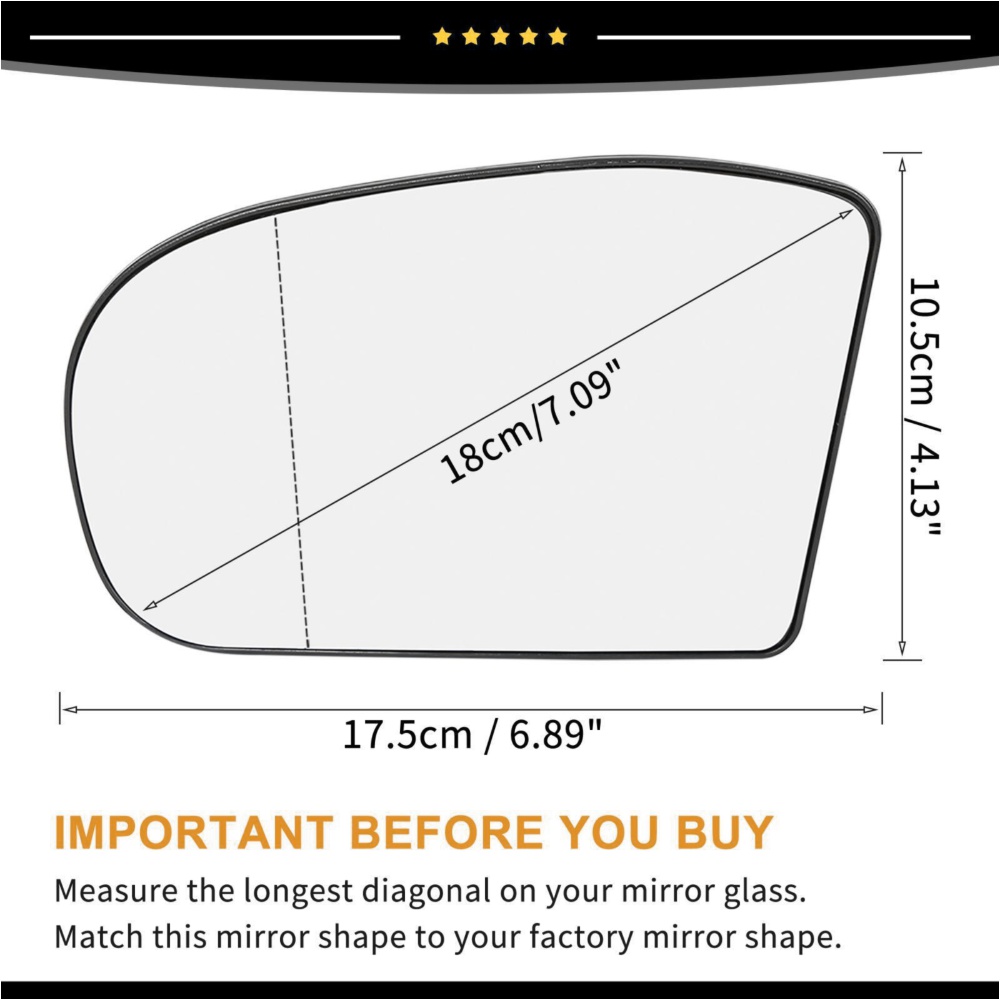 10.5cm / 4.13"
18cm/7.09"
17.5cm / 6.89"
IMPORTANT BEFORE YOU BUY
Measure the longest diagonal on your mirror glass.
Match this mirror shape to your factory mirror shape.